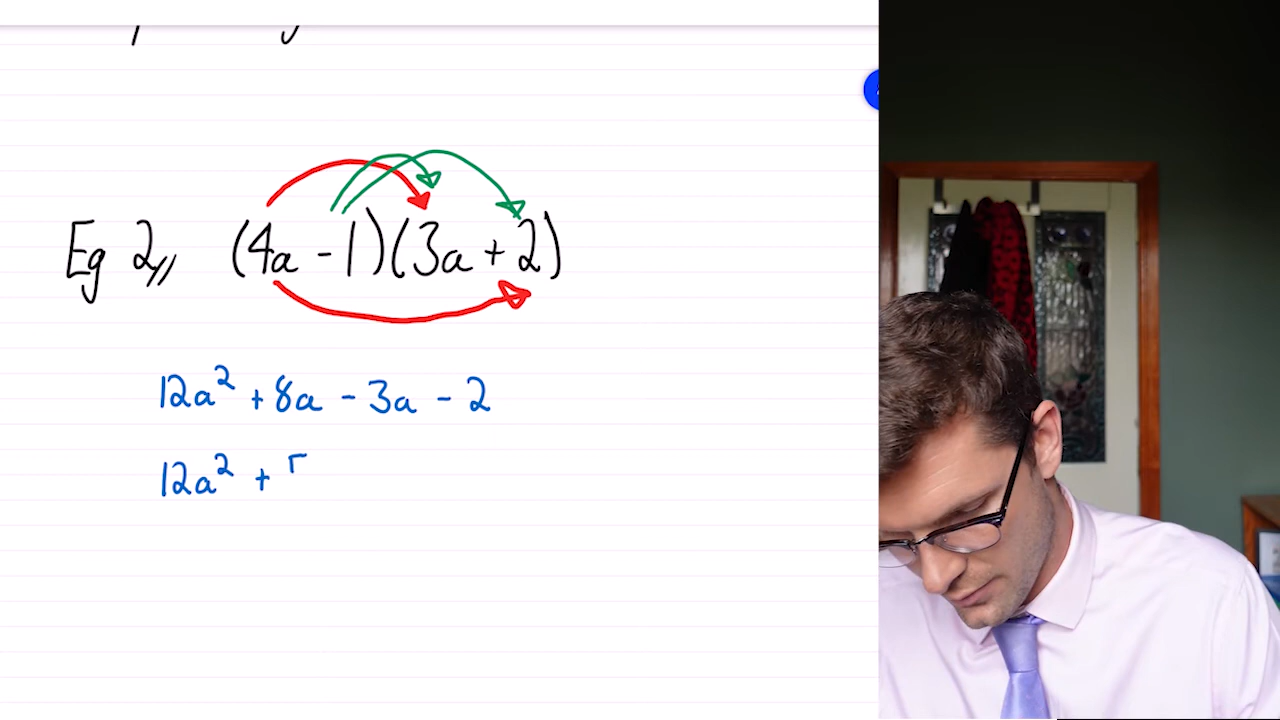 Eg 2,, (4a - 1)(3a + 2)
12a² + 8a - 3a - 2
12a² +